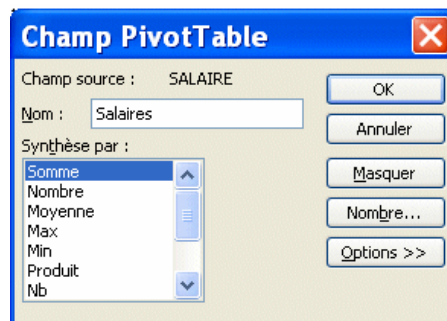 Champ PivotTable
Champ source : SALAIRE
Nom : Salaires
Synthèse par :
Somme
Nombre
Moyenne
Max
Min
Produit
Nb
OK
Annuler
Masquer
Nombre...
Options >>